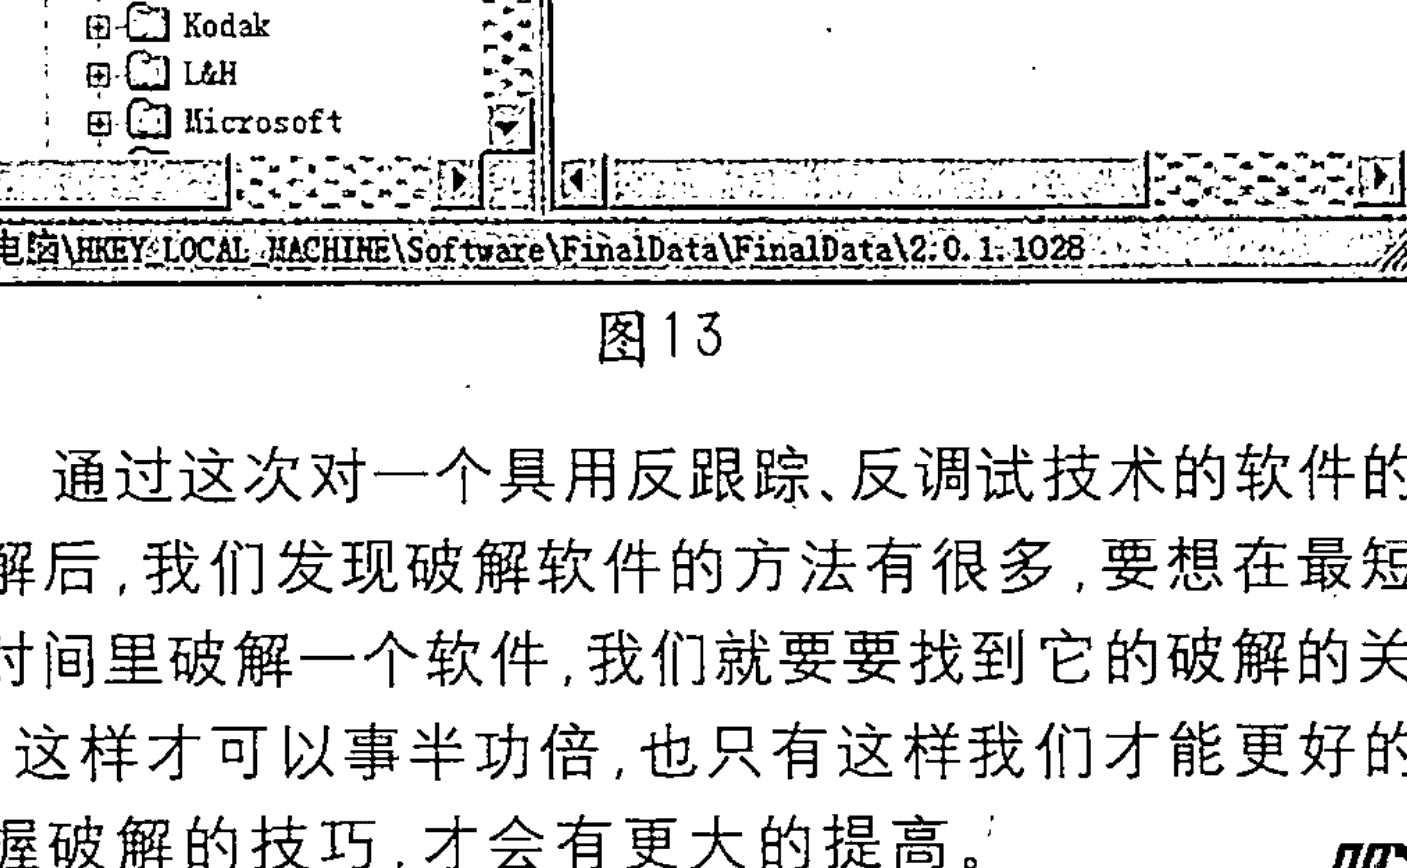 Kodak
L&H
Microsoft
电脑\HKEY_LOCAL_MACHINE\Software\FinalData\FinalData\2.0.1.1028
图13
通过这次对一个具用反跟踪、反调试技术的软件的
解后,我们发现破解软件的方法有很多,要想在最短
时间里破解一个软件,我们就要要找到它的破解的关
这样才可以事半功倍,也只有这样我们才能更好的
握破解的技巧,才会有更大的提高。